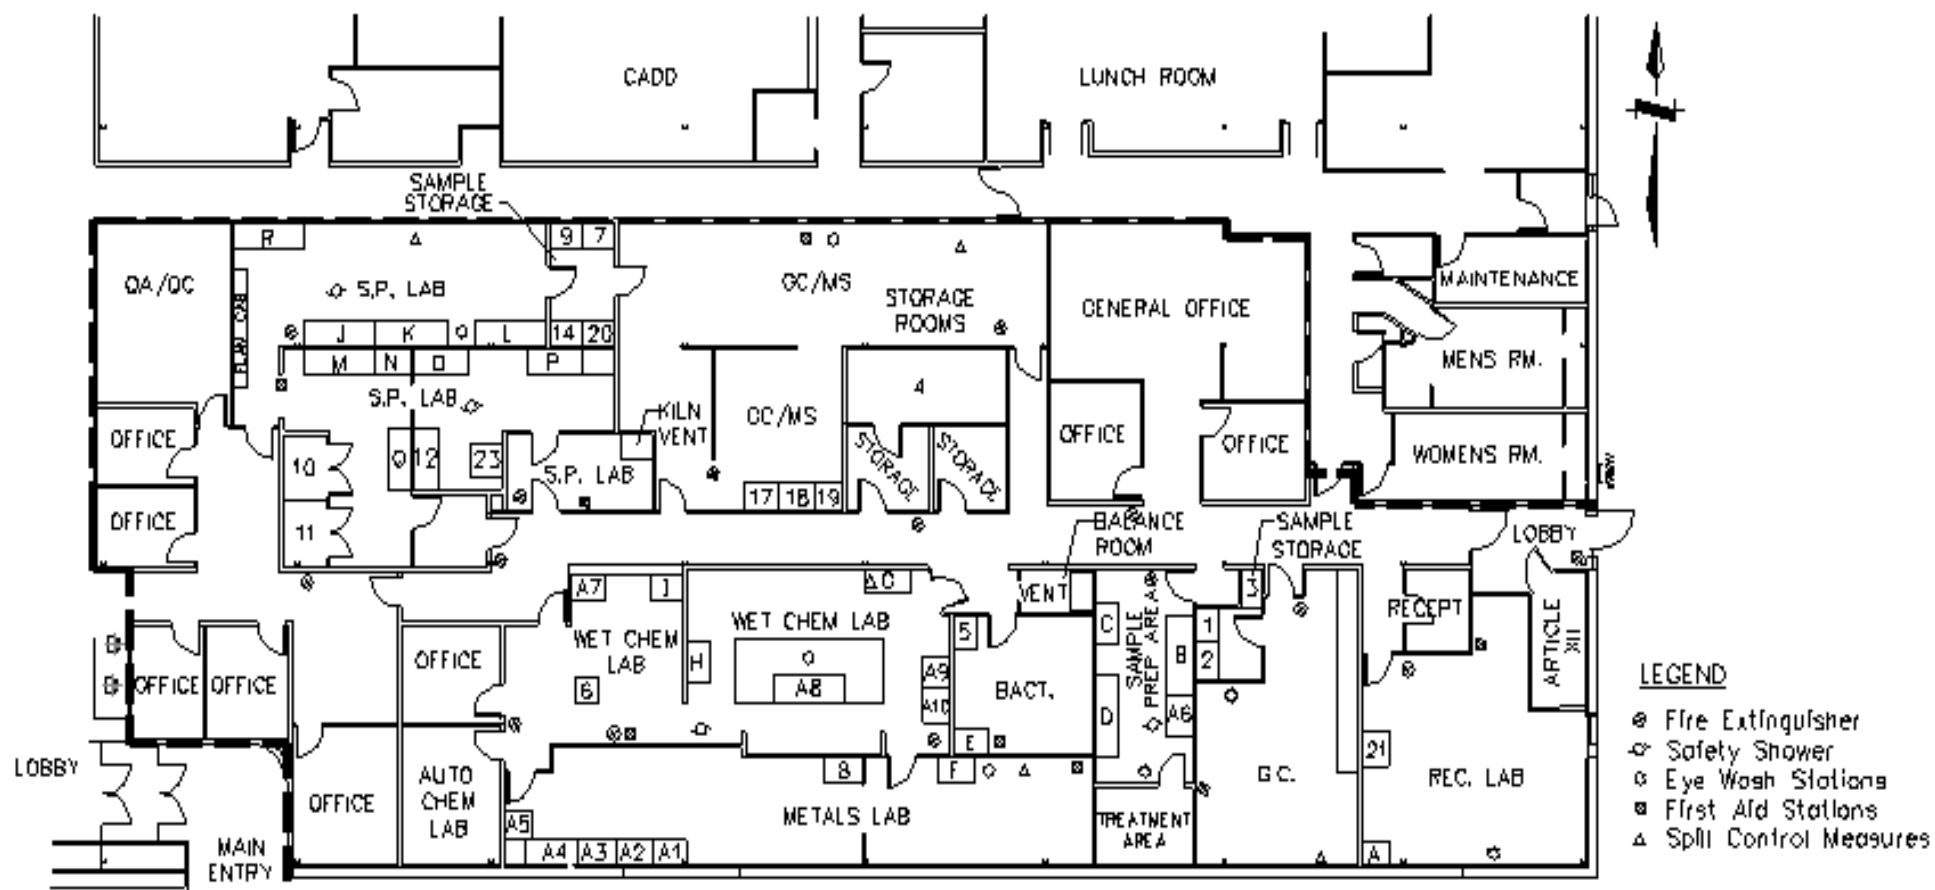 CADD
LUNCH ROOM
SAMPLE
STORAGE
R
9
7
QA/QC
S.P. LAB
GC/MS
STORAGE
ROOMS
GENERAL OFFICE
MAINTENANCE
J
K
L
14
20
M
N
O
P
4
MENS RM.
S.P. LAB
KILN
VENT
GC/MS
OFFICE
OFFICE
OFFICE
WOMENS RM.
10
Q
12
23
S.P. LAB
STORAGE
STORAGE
17
18
19
OFFICE
11
BALANCE
ROOM
SAMPLE
STORAGE
LOBBY
A7
I
G
VENT
3
WET CHEM LAB
RECEPT
ARTICLE
XII
WET CHEM
LAB
H
5
C
SAMPLE
PREP AREA
1
2
B
OFFICE
OFFICE
OFFICE
6
A8
A9
A10
BACT.
D
A6
E
LEGEND
Fire Extinguisher
Safety Shower
Eye Wash Stations
First Aid Stations
Spill Control Measures
LOBBY
OFFICE
AUTO
CHEM
LAB
8
F
METALS LAB
TREATMENT
AREA
G.C.
21
REC. LAB
A5
A4
A3
A2
A1
A
MAIN
ENTRY